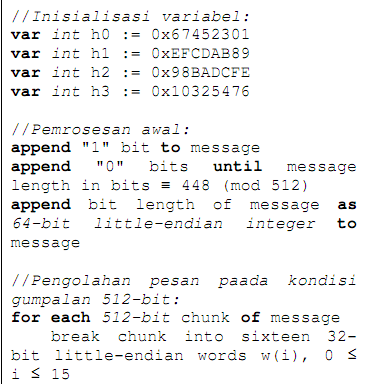 //Inisialisasi variabel:
var int h0 := 0x67452301
var int h1 := 0xEFCDAB89
var int h2 := 0x98BADCFE
var int h3 := 0x10325476
//Pemrosesan awal:
append "1" bit to message
append "0" bits until message
length in bits ≡ 448 (mod 512)
append bit length of message as
64-bit little-endian integer to
message
//Pengolahan pesan paada kondisi
gumpalan 512-bit:
for each 512-bit chunk of message
break chunk into sixteen 32-
bit little-endian words w(i), 0 ≤
i ≤ 15